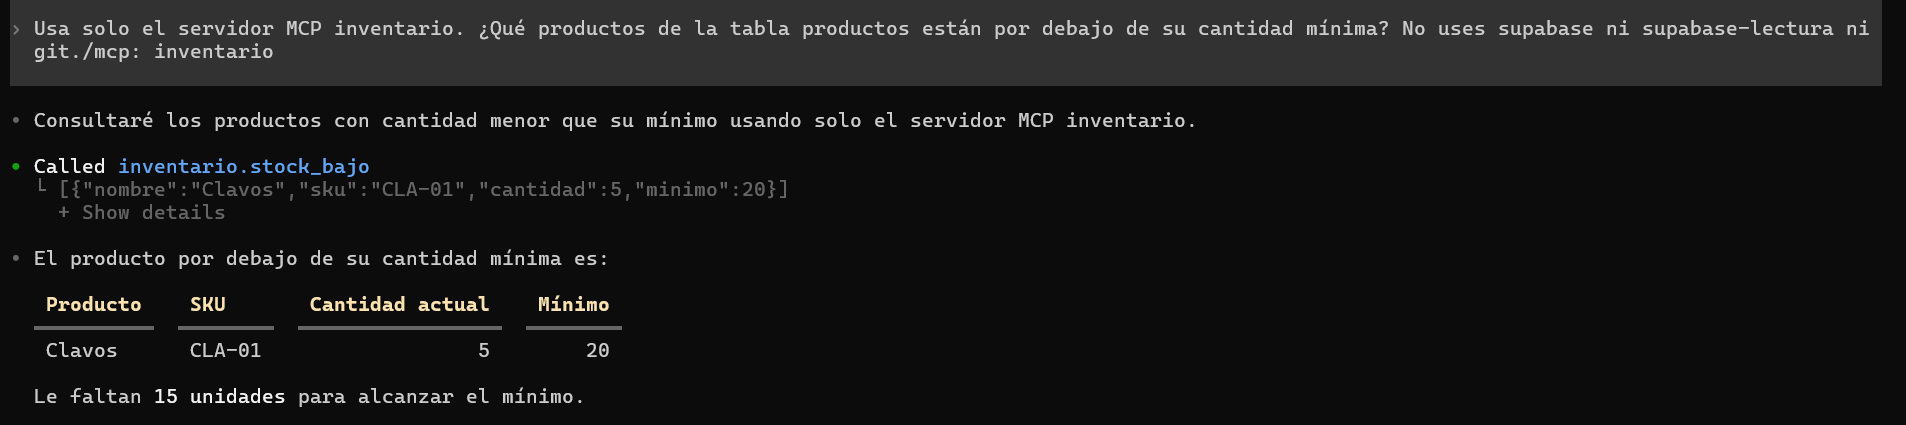 › Usa solo el servidor MCP inventario. ¿Qué productos de la tabla productos están por debajo de su cantidad mínima? No uses supabase ni supabase-lectura ni
git./mcp: inventario
• Consultaré los productos con cantidad menor que su mínimo usando solo el servidor MCP inventario.
• Called inventario.stock_bajo
└ [{"nombre":"Clavos","sku":"CLA-01","cantidad":5,"minimo":20}]
+ Show details
• El producto por debajo de su cantidad mínima es:
Producto SKU Cantidad actual Mínimo
Clavos CLA-01 5 20
Le faltan 15 unidades para alcanzar el mínimo.